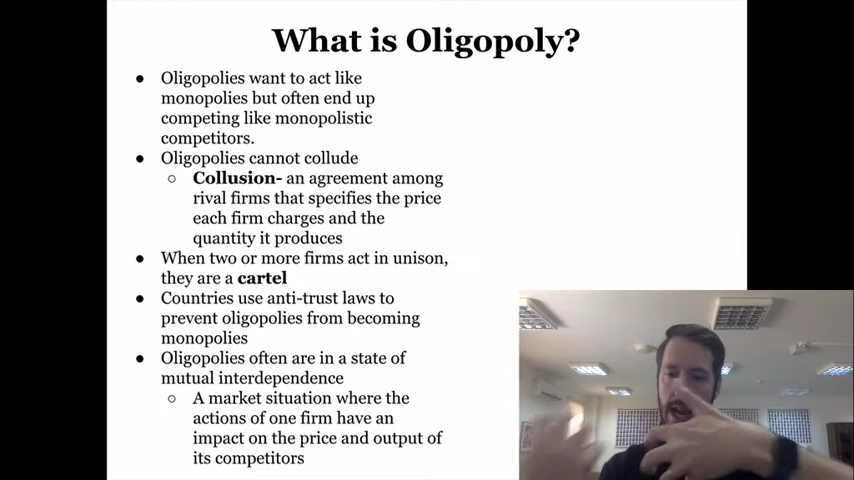 What is Oligopoly?
● Oligopolies want to act like
monopolies but often end up
competing like monopolistic
competitors.
● Oligopolies cannot collude
○ Collusion- an agreement among
rival firms that specifies the price
each firm charges and the
quantity it produces
● When two or more firms act in unison,
they are a cartel
● Countries use anti-trust laws to
prevent oligopolies from becoming
monopolies
● Oligopolies often are in a state of
mutual interdependence
○ A market situation where the
actions of one firm have an
impact on the price and output of
its competitors